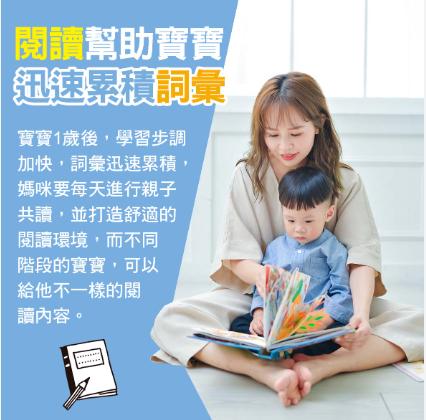 閱讀幫助寶寶
迅速累積詞彙
寶寶1歲後，學習步調
加快，詞彙迅速累積，
媽咪要每天進行親子
共讀，並打造舒適的
閱讀環境，而不同
階段的寶寶，可以
給他不一樣的閱
讀內容。